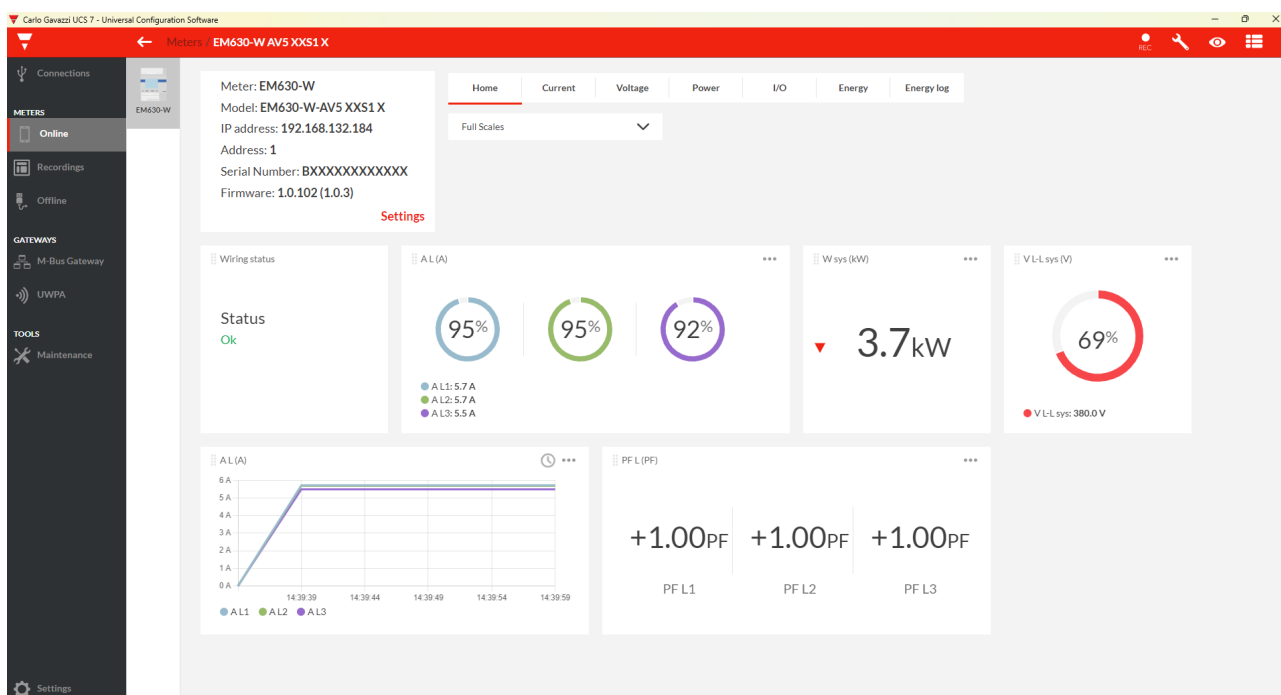 Carlo Gavazzi UCS 7 - Universal Configuration Software
Meters / EM630-W AV5 XXS1 X
REC
Connections
METERS
Online
Recordings
Offline
GATEWAYS
M-Bus Gateway
UWPA
TOOLS
Maintenance
Settings
EM630-W
Meter: EM630-W
Model: EM630-W-AV5 XXS1 X
IP address: 192.168.132.184
Address: 1
Serial Number: BXXXXXXXXXXXX
Firmware: 1.0.102 (1.0.3)
Settings
Home Current Voltage Power I/O Energy Energy log
Full Scales
Wiring status
Status
Ok
A L (A)
95% 95% 92%
A L1: 5.7 A
A L2: 5.7 A
A L3: 5.5 A
W sys (kW)
3.7kW
V L-L sys (V)
69%
V L-L sys: 380.0 V
A L (A)
6 A
5 A
4 A
3 A
2 A
1 A
0 A
14:39:39 14:39:44 14:39:49 14:39:54 14:39:59
A L1 A L2 A L3
PF L (PF)
+1.00PF +1.00PF +1.00PF
PF L1 PF L2 PF L3